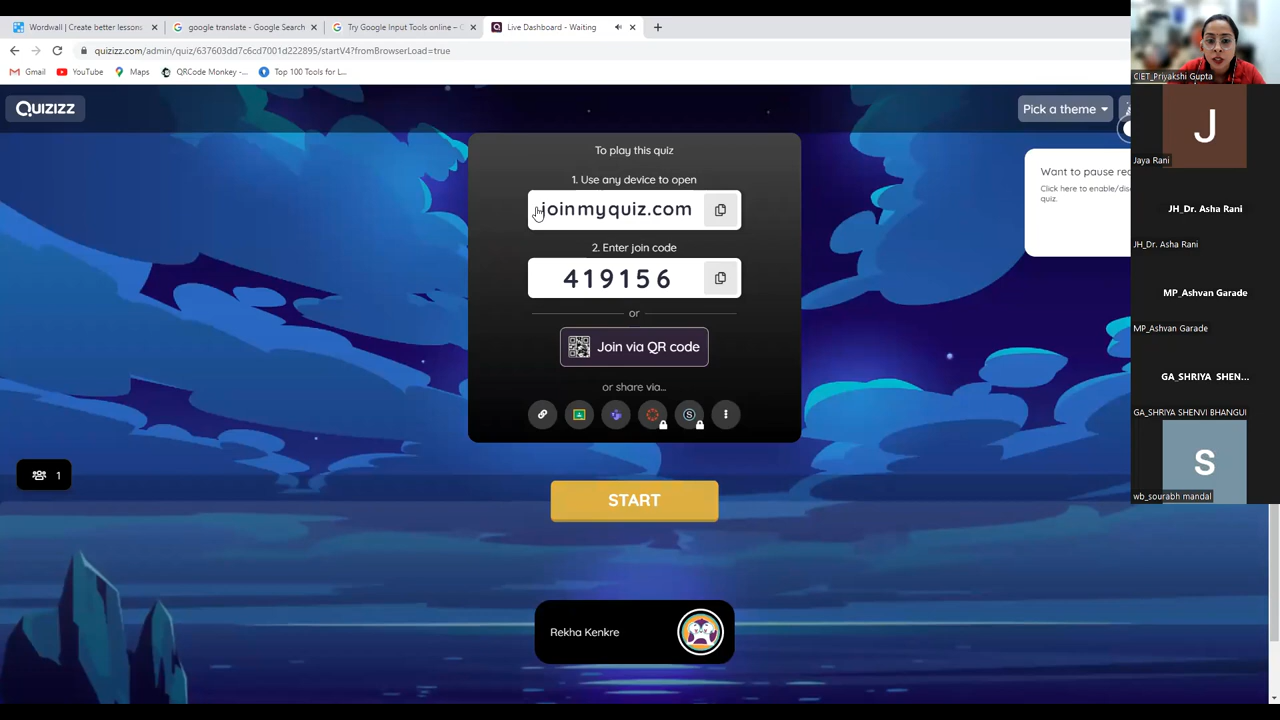 Wordwall | Create better lessons
google translate - Google Search
Try Google Input Tools online –
Live Dashboard - Waiting
quizizz.com/admin/quiz/637603dd7c6cd7001d222895/startV4?fromBrowserLoad=true
Gmail
YouTube
Maps
QRCode Monkey -...
Top 100 Tools for L...
CIET_Priyakshi Gupta
QUIZIZZ
Pick a theme
J
Jaya Rani
To play this quiz
1. Use any device to open
joinmyquiz.com
2. Enter join code
419156
or
Join via QR code
or share via...
S
Want to pause
Click here to enable/
quiz.
JH_Dr. Asha Rani
JH_Dr. Asha Rani
MP_Ashvan Garade
MP_Ashvan Garade
GA_SHRIYA SHEN...
GA_SHRIYA SHENVI BHANGUI
S
wb_sourabh mandal
1
START
Rekha Kenkre